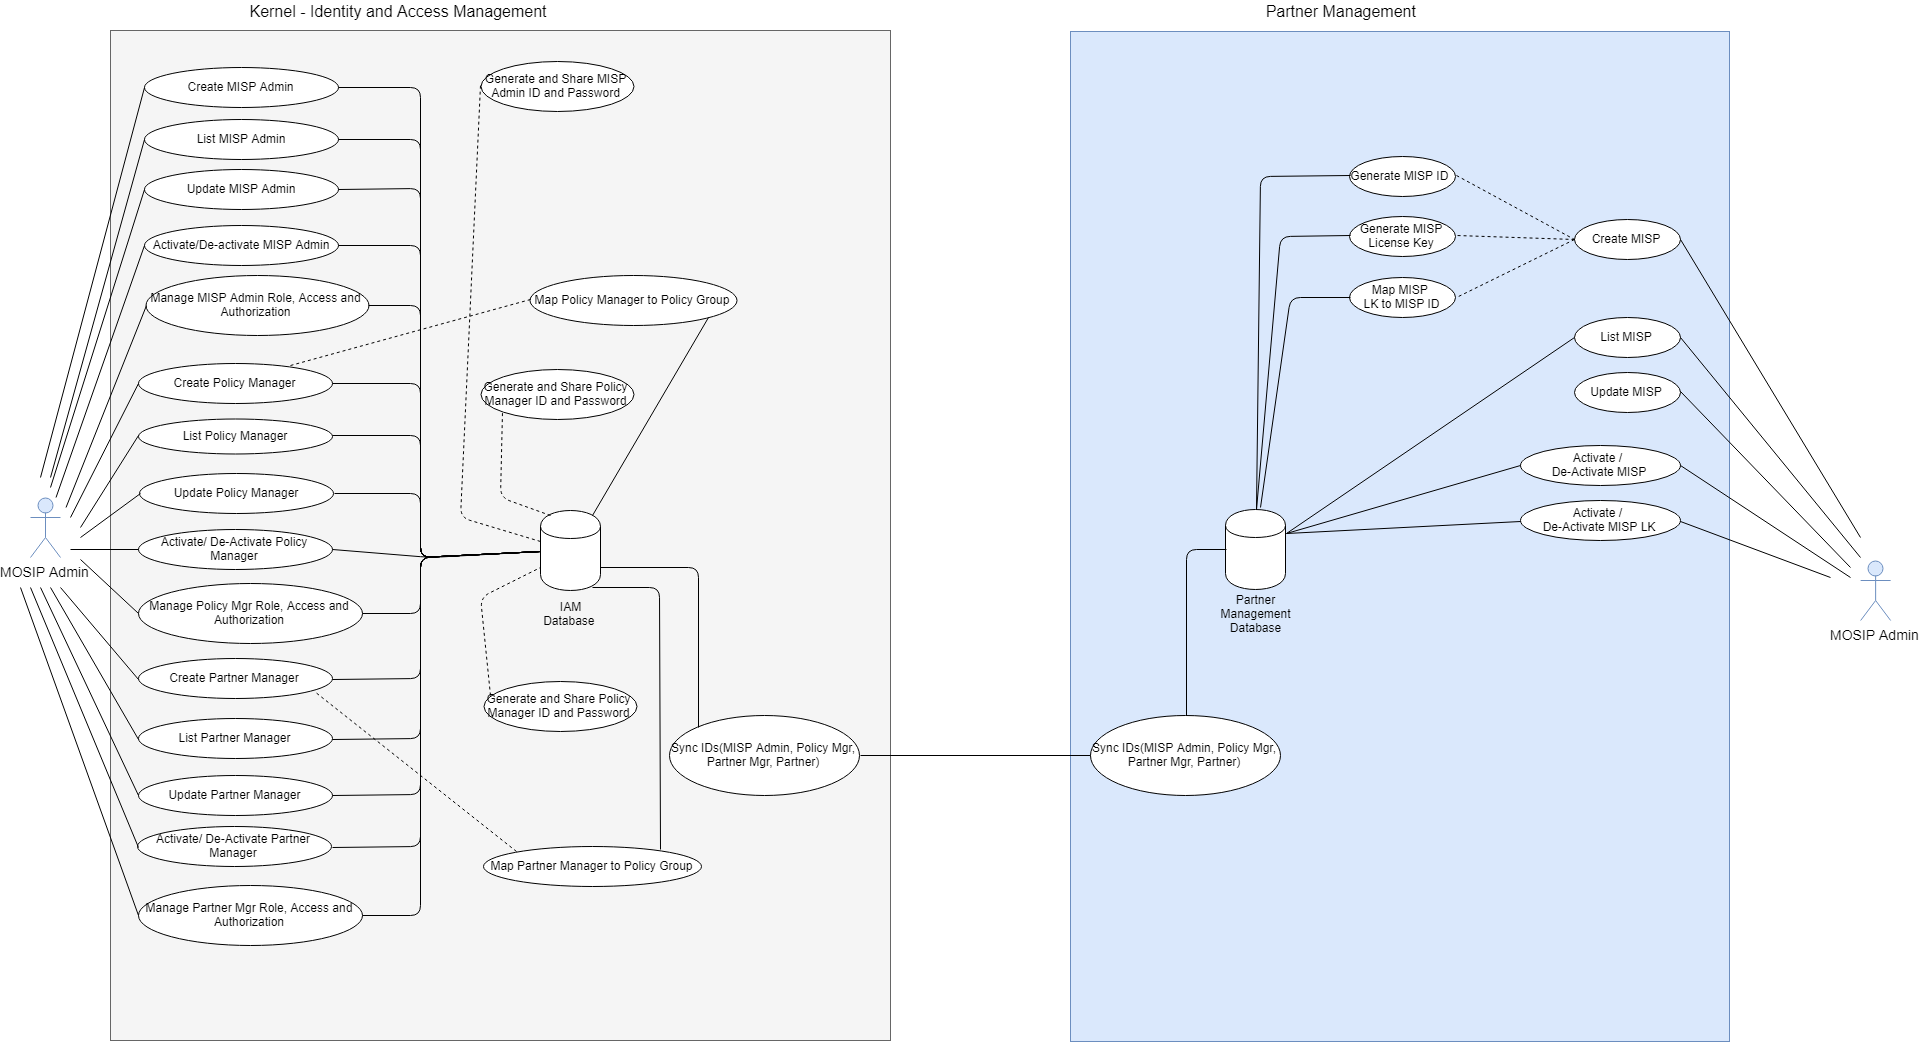 Kernel - Identity and Access Management
Create MISP Admin
List MISP Admin
Update MISP Admin
Activate/De-activate MISP Admin
Manage MISP Admin Role, Access and
Authorization
Create Policy Manager
List Policy Manager
Update Policy Manager
Activate/ De-Activate Policy
Manager
Manage Policy Mgr Role, Access and
Authorization
Create Partner Manager
List Partner Manager
Update Partner Manager
Activate/ De-Activate Partner
Manager
Manage Partner Mgr Role, Access and
Authorization
MOSIP Admin
Generate and Share MISP
Admin ID and Password
Map Policy Manager to Policy Group
Generate and Share Policy
Manager ID and Password
IAM
Database
Generate and Share Policy
Manager ID and Password
Sync IDs(MISP Admin, Policy Mgr,
Partner Mgr, Partner)
Map Partner Manager to Policy Group
Partner Management
Generate MISP ID
Generate MISP
License Key
Map MISP
LK to MISP ID
Create MISP
List MISP
Update MISP
Activate /
De-Activate MISP
Activate /
De-Activate MISP LK
Partner
Management
Database
Sync IDs(MISP Admin, Policy Mgr,
Partner Mgr, Partner)
MOSIP Admin